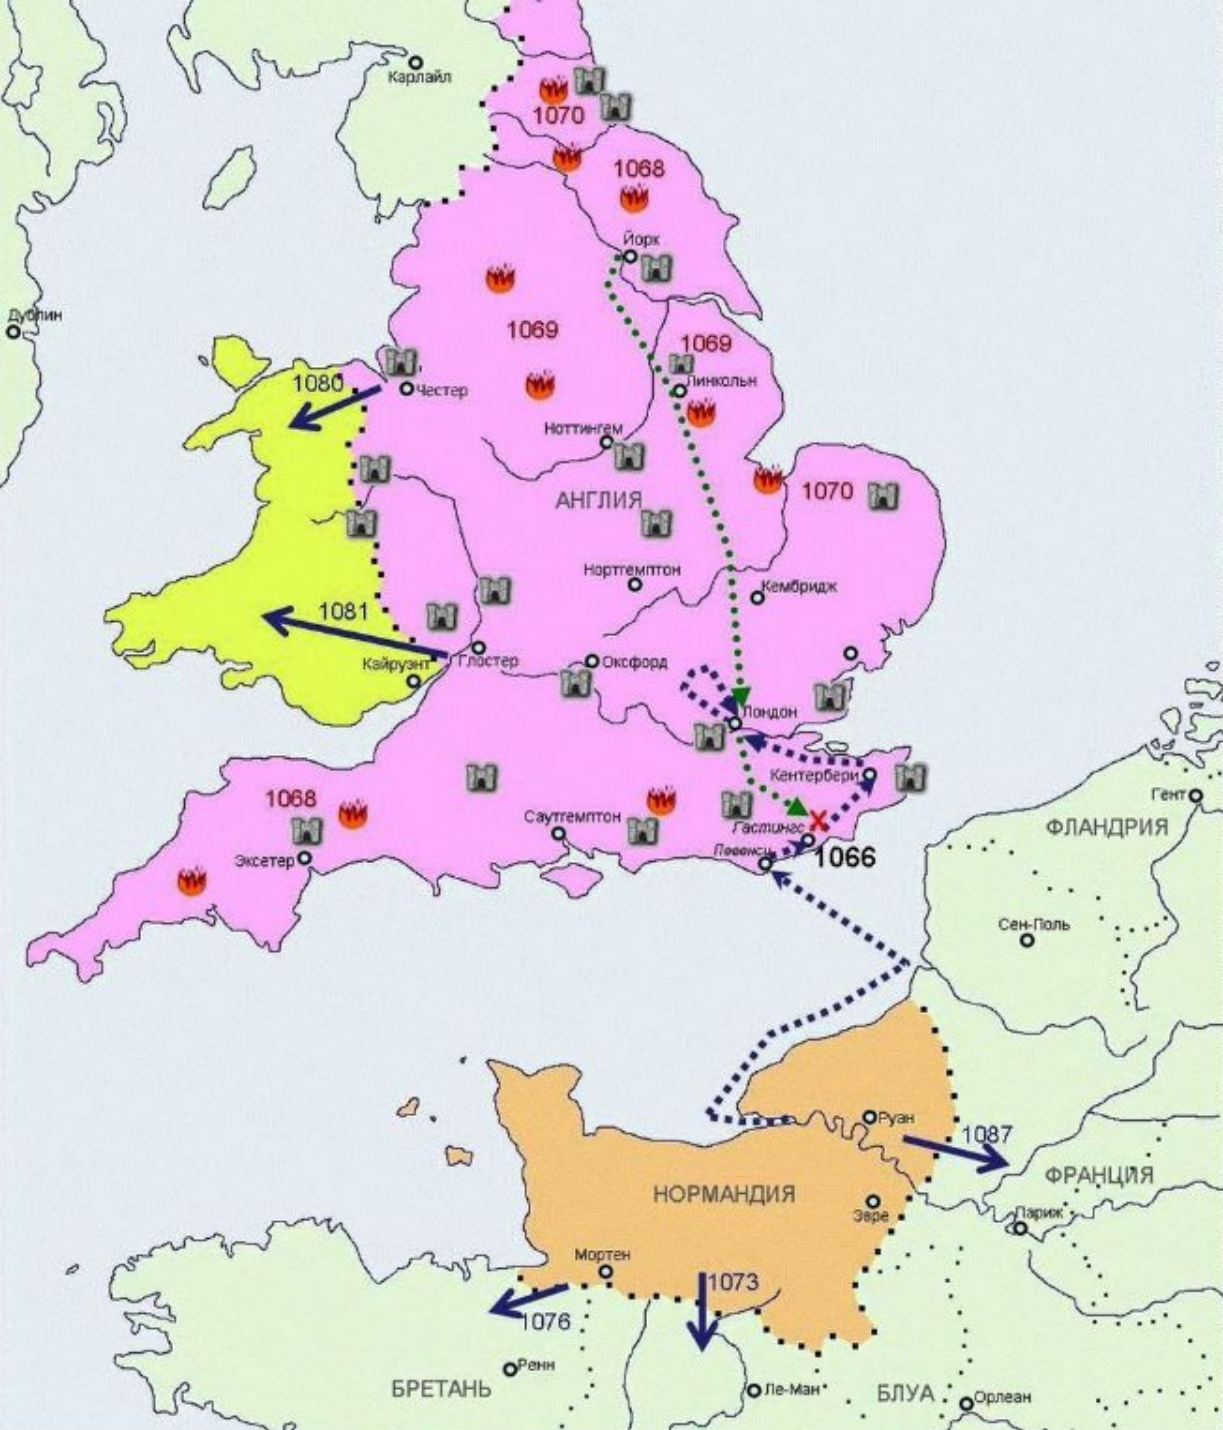 Карлайл
1070
1068
Йорк
1069
Дублин
1069
1080
Честер
Линкольн
Ноттингем
АНГЛИЯ
1070
Нортгемптон
Кембридж
1081
Кайруэнт
Глостер
Оксфорд
Лондон
Кентербери
1068
Саутгемптон
Гастингс
Певенси
1066
Эксетер
Гент
ФЛАНДРИЯ
Сен-Поль
Руан
1087
ФРАНЦИЯ
НОРМАНДИЯ
Эвре
Париж
Мортен
1073
1076
Ренн
БРЕТАНЬ
Ле-Ман
БЛУА
Орлеан